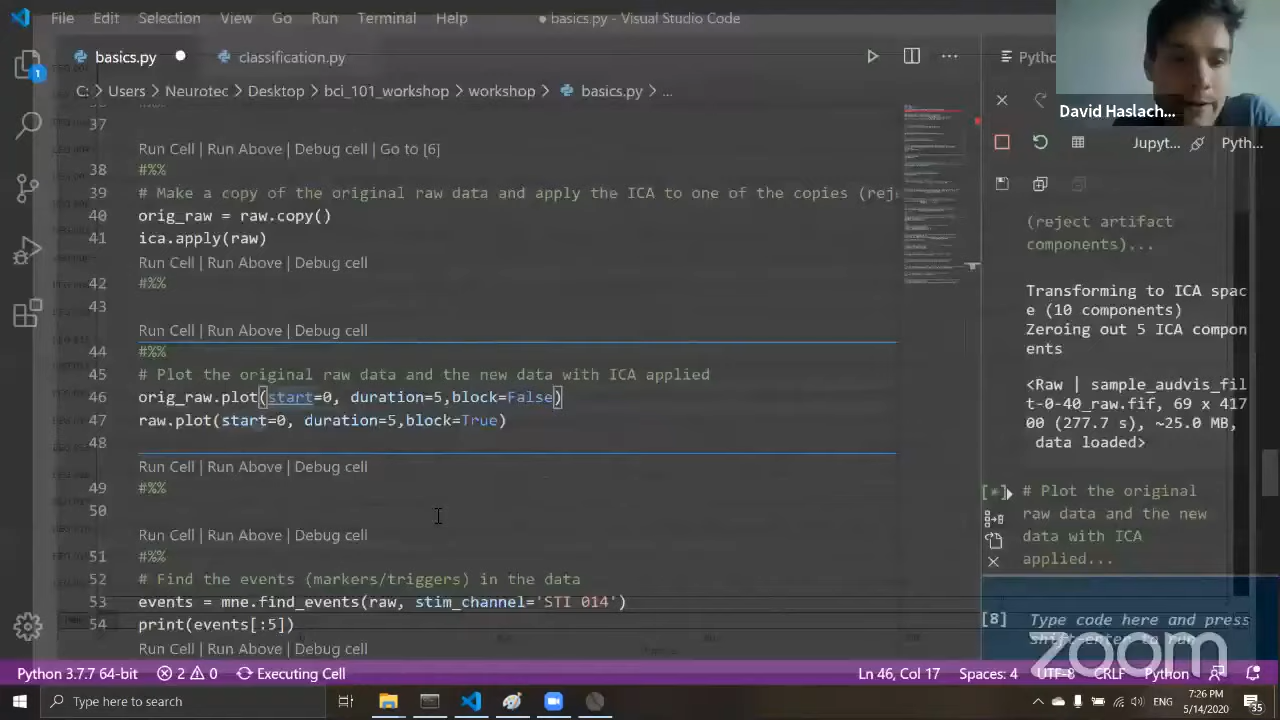 File Edit Selection View Go Run Terminal Help
● basics.py - Visual Studio Code
basics.py
classification.py
C: > Users > Neurotec > Desktop > bci_101_workshop > workshop > basics.py > ...
1
37
Run Cell | Run Above | Debug cell | Go to [6]
38 #%%
39 # Make a copy of the original raw data and apply the ICA to one of the copies (rej
40 orig_raw = raw.copy()
41 ica.apply(raw)
Run Cell | Run Above | Debug cell
42 #%%
43
Run Cell | Run Above | Debug cell
44 #%%
45 # Plot the original raw data and the new data with ICA applied
46 orig_raw.plot(start=0, duration=5,block=False)
47 raw.plot(start=0, duration=5,block=True)
48
Run Cell | Run Above | Debug cell
49 #%%
50
Run Cell | Run Above | Debug cell
51 #%%
52 # Find the events (markers/triggers) in the data
53 events = mne.find_events(raw, stim_channel='STI 014')
54 print(events[:5])
Run Cell | Run Above | Debug cell
Pytho
David Haslach...
Jupyt... Pyth...
(reject artifact
components)...
Transforming to ICA spac
e (10 components)
Zeroing out 5 ICA compon
ents
<Raw | sample_audvis_fil
t-0-40_raw.fif, 69 x 417
00 (277.7 s), ~25.0 MB,
data loaded>
[*] # Plot the original
raw data and the new
data with ICA
applied...
[8] Type code here and press
shift-enter to run
zoom
Python 3.7.7 64-bit 2 0 Executing Cell
Ln 46, Col 17 Spaces: 4 UTF-8 CRLF Python
Type here to search
ENG 7:26 PM
5/14/2020
35